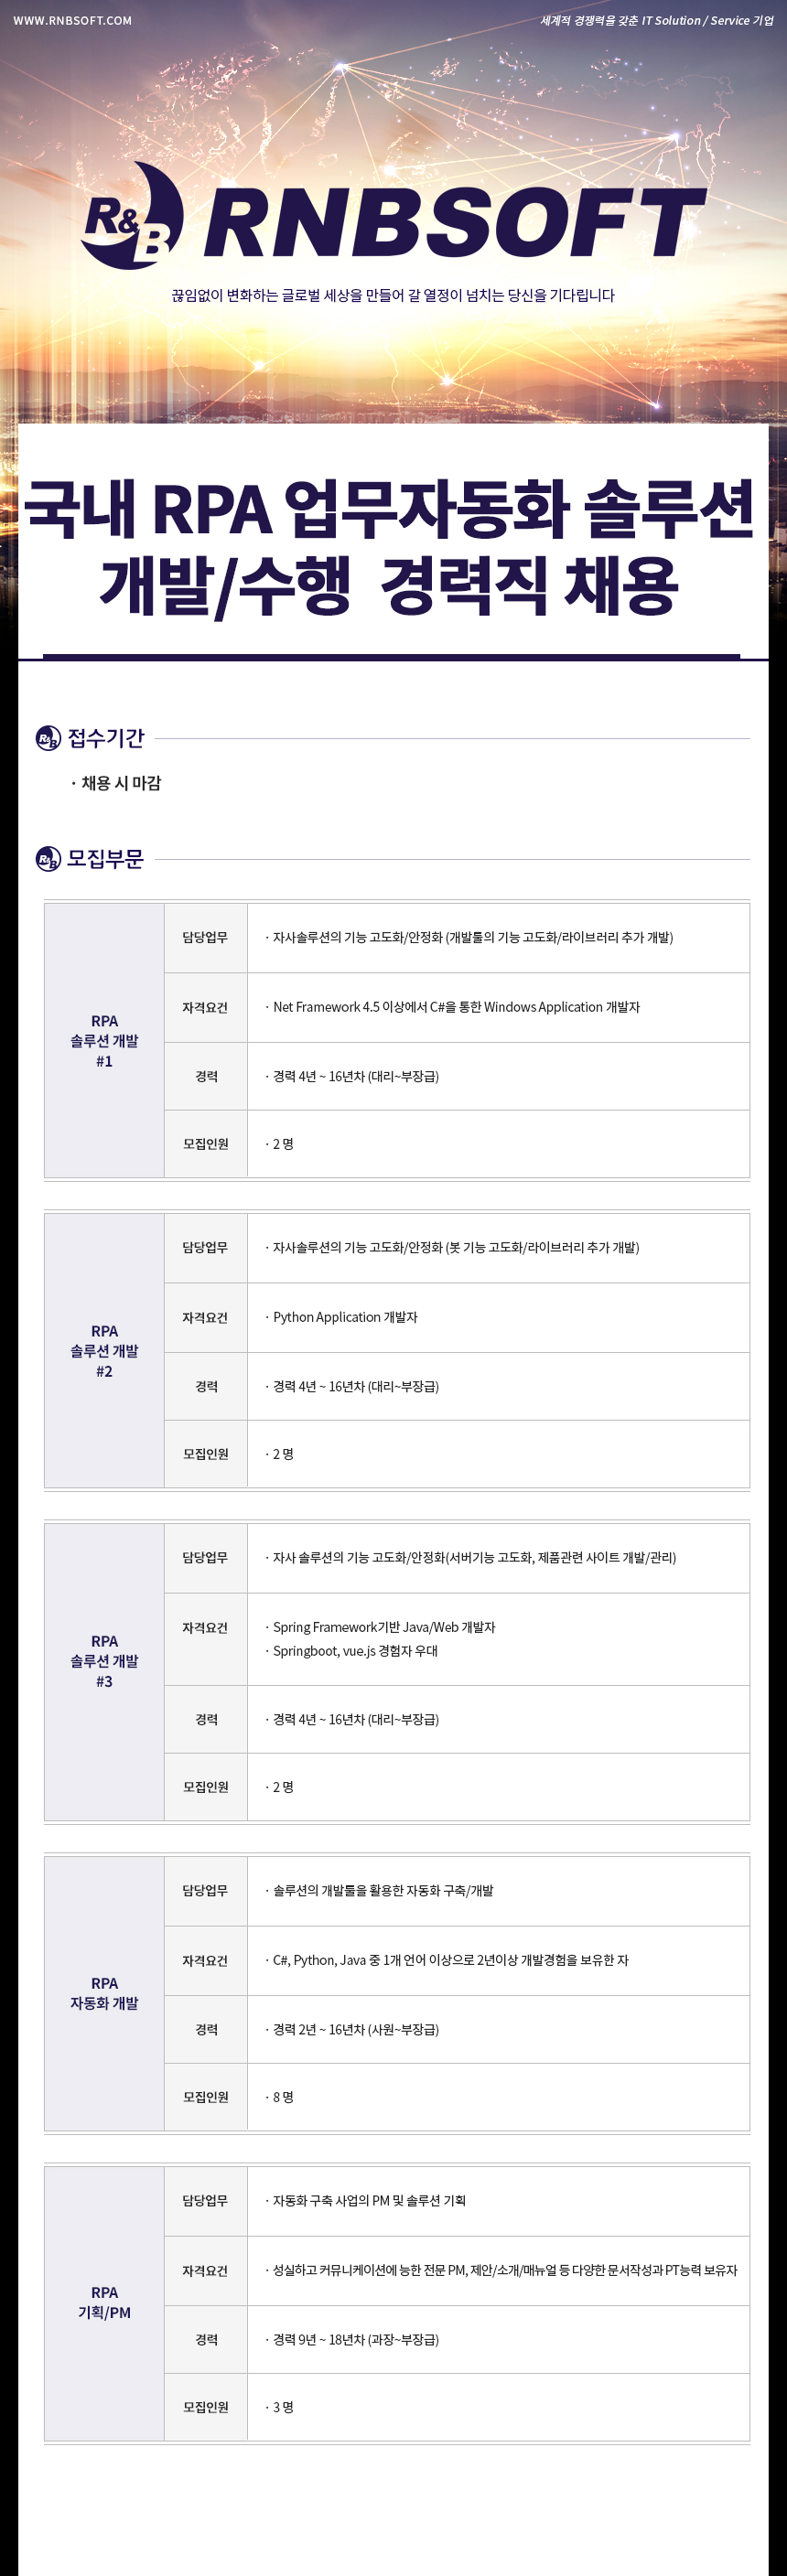 WWW.RNBSOFT.COM
세계적 경쟁력을 갖춘 IT Solution / Service 기업
R&B RNBSOFT
끊임없이 변화하는 글로벌 세상을 만들어 갈 열정이 넘치는 당신을 기다립니다
국내 RPA 업무자동화 솔루션
개발/수행 경력직 채용
R&B 접수기간
· 채용 시 마감
R&B 모집부문
RPA
솔루션 개발
#1
담당업무
· 자사솔루션의 기능 고도화/안정화 (개발툴의 기능 고도화/라이브러리 추가 개발)
자격요건
· Net Framework 4.5 이상에서 C#을 통한 Windows Application 개발자
경력
· 경력 4년 ~ 16년차 (대리~부장급)
모집인원
· 2 명
RPA
솔루션 개발
#2
담당업무
· 자사솔루션의 기능 고도화/안정화 (봇 기능 고도화/라이브러리 추가 개발)
자격요건
· Python Application 개발자
경력
· 경력 4년 ~ 16년차 (대리~부장급)
모집인원
· 2 명
RPA
솔루션 개발
#3
담당업무
· 자사 솔루션의 기능 고도화/안정화(서버기능 고도화, 제품관련 사이트 개발/관리)
자격요건
· Spring Framework기반 Java/Web 개발자
· Springboot, vue.js 경험자 우대
경력
· 경력 4년 ~ 16년차 (대리~부장급)
모집인원
· 2 명
RPA
자동화 개발
담당업무
· 솔루션의 개발툴을 활용한 자동화 구축/개발
자격요건
· C#, Python, Java 중 1개 언어 이상으로 2년이상 개발경험을 보유한 자
경력
· 경력 2년 ~ 16년차 (사원~부장급)
모집인원
· 8 명
RPA
기획/PM
담당업무
· 자동화 구축 사업의 PM 및 솔루션 기획
자격요건
· 성실하고 커뮤니케이션에 능한 전문 PM, 제안/소개/매뉴얼 등 다양한 문서작성과 PT능력 보유자
경력
· 경력 9년 ~ 18년차 (과장~부장급)
모집인원
· 3 명